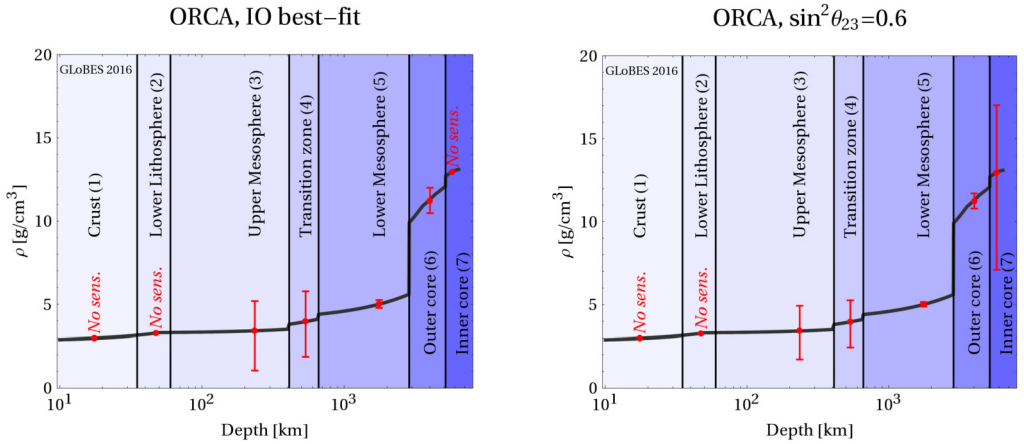 ORCA, IO best–fit
GLoBES 2016
Crust (1)
Lower Lithosphere (2)
Upper Mesosphere (3)
Transition zone (4)
Lower Mesosphere (5)
Outer core (6)
Inner core (7)
No sens.
No sens.
No sens.
ρ [g/cm³]
20
15
10
5
0
10¹
10²
10³
Depth [km]
ORCA, sin²θ₂₃=0.6
GLoBES 2016
Crust (1)
Lower Lithosphere (2)
Upper Mesosphere (3)
Transition zone (4)
Lower Mesosphere (5)
Outer core (6)
Inner core (7)
No sens.
No sens.
ρ [g/cm³]
20
15
10
5
0
10¹
10²
10³
Depth [km]